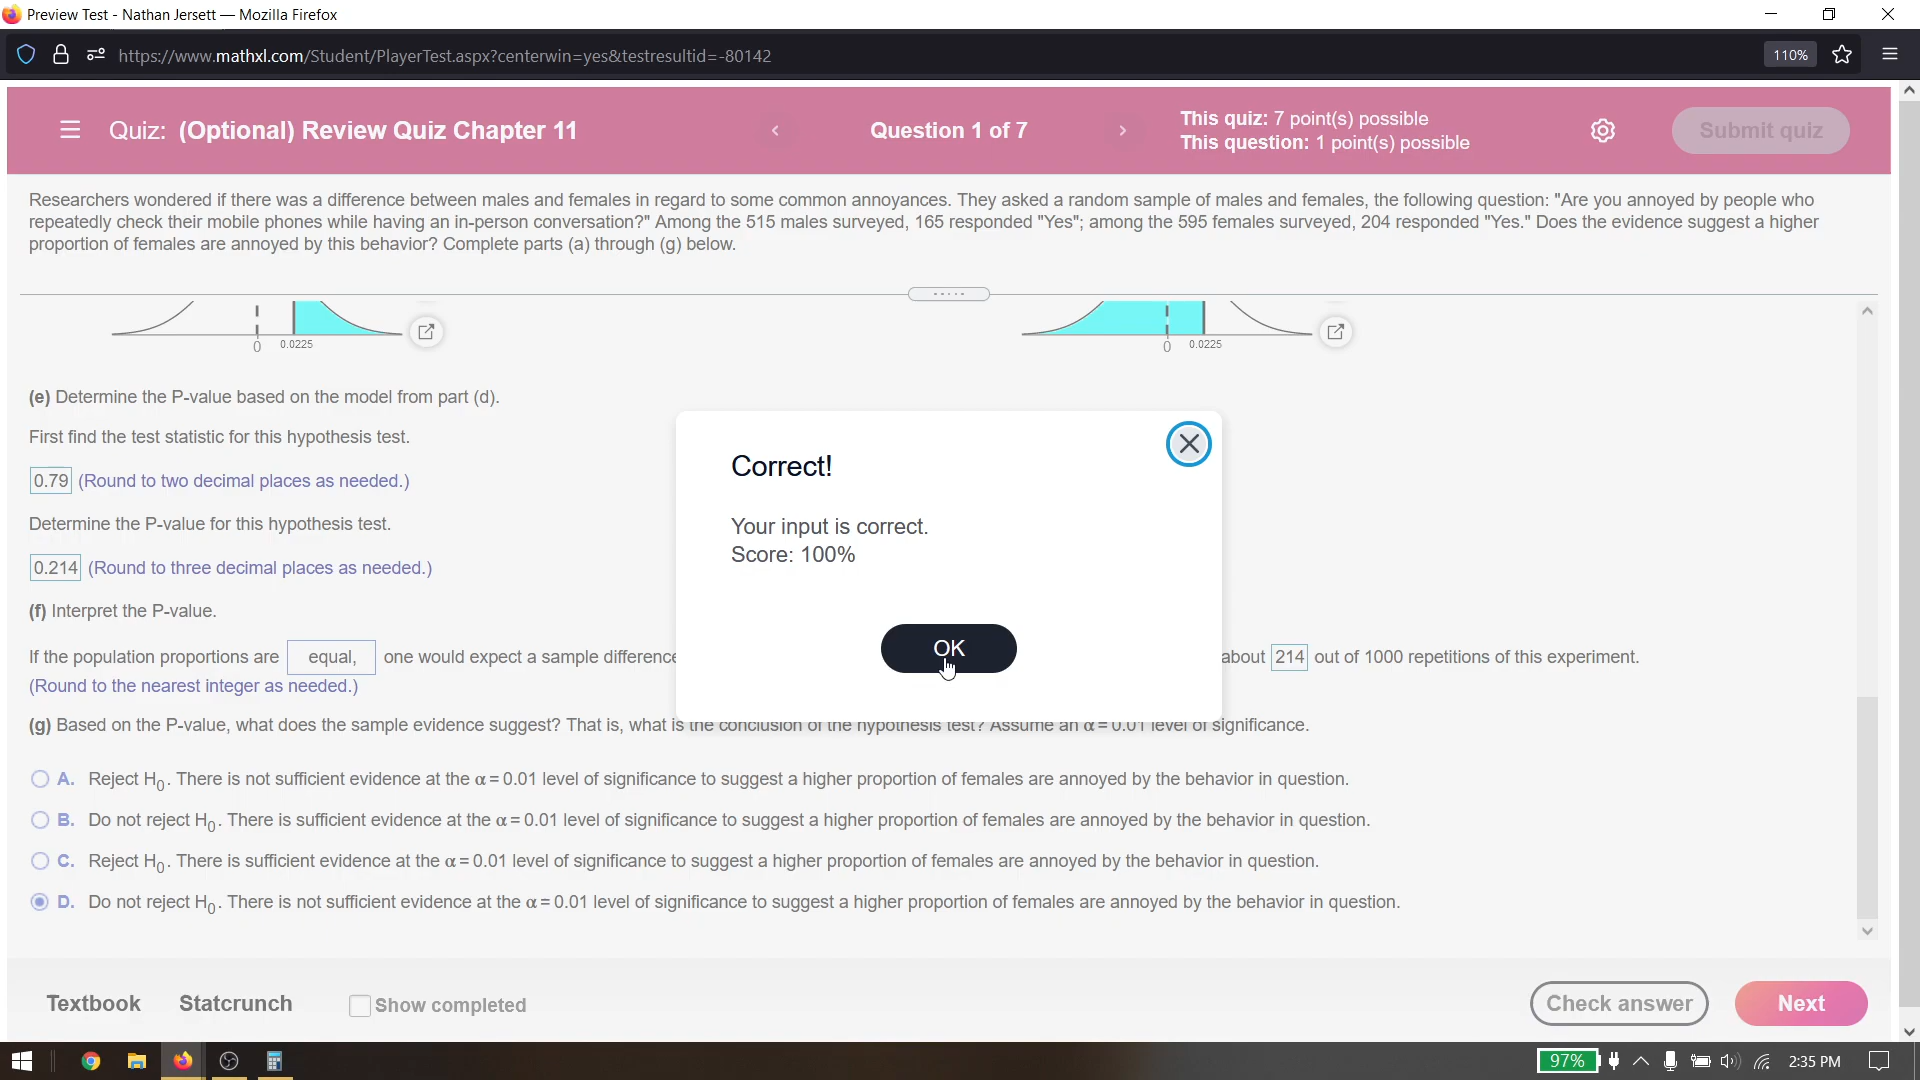 Preview Test - Nathan Jersett — Mozilla Firefox
https://www.mathxl.com/Student/PlayerTest.aspx?centerwin=yes&testresultid=-80142
110%
Quiz: (Optional) Review Quiz Chapter 11
Question 1 of 7
This quiz: 7 point(s) possible
This question: 1 point(s) possible
Submit quiz
Researchers wondered if there was a difference between males and females in regard to some common annoyances. They asked a random sample of males and females, the following question: "Are you annoyed by people who
repeatedly check their mobile phones while having an in-person conversation?" Among the 515 males surveyed, 165 responded "Yes"; among the 595 females surveyed, 204 responded "Yes." Does the evidence suggest a higher
proportion of females are annoyed by this behavior? Complete parts (a) through (g) below.
0 0.0225
0 0.0225
(e) Determine the P-value based on the model from part (d).
First find the test statistic for this hypothesis test.
0.79 (Round to two decimal places as needed.)
Determine the P-value for this hypothesis test.
0.214 (Round to three decimal places as needed.)
(f) Interpret the P-value.
If the population proportions are equal, one would expect a sample difference about 214 out of 1000 repetitions of this experiment.
(Round to the nearest integer as needed.)
(g) Based on the P-value, what does the sample evidence suggest? That is, what is the conclusion of the hypothesis test? Assume an α = 0.01 level of significance.
A. Reject H0. There is not sufficient evidence at the α = 0.01 level of significance to suggest a higher proportion of females are annoyed by the behavior in question.
B. Do not reject H0. There is sufficient evidence at the α = 0.01 level of significance to suggest a higher proportion of females are annoyed by the behavior in question.
C. Reject H0. There is sufficient evidence at the α = 0.01 level of significance to suggest a higher proportion of females are annoyed by the behavior in question.
D. Do not reject H0. There is not sufficient evidence at the α = 0.01 level of significance to suggest a higher proportion of females are annoyed by the behavior in question.
Correct!
Your input is correct.
Score: 100%
OK
Textbook
Statcrunch
Show completed
Check answer
Next
97%
2:35 PM